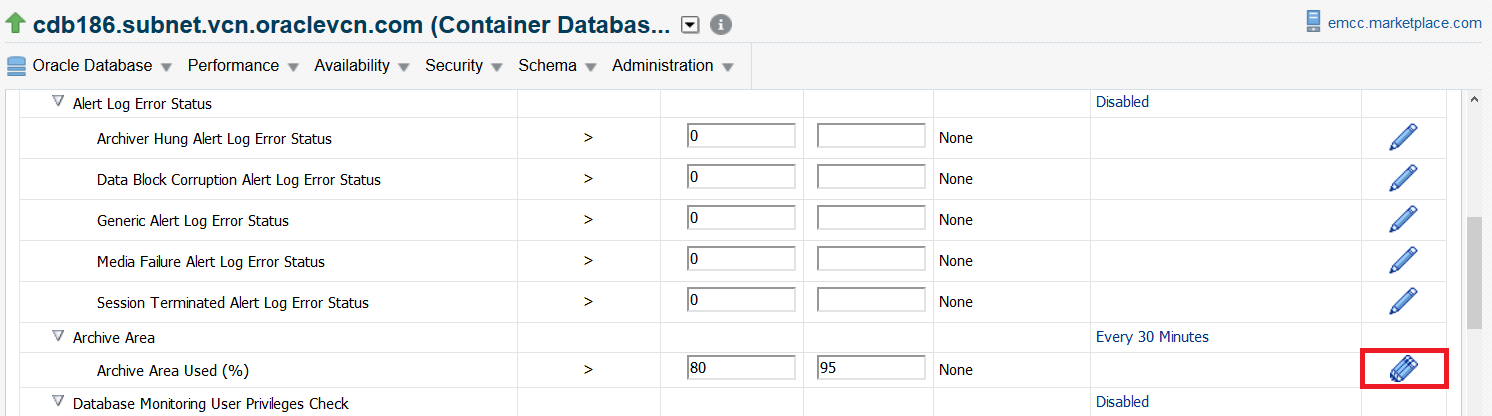 cdb186.subnet.vcn.oraclevcn.com (Container Databas...
emcc.marketplace.com
Oracle Database Performance Availability Security Schema Administration
Alert Log Error Status Disabled
Archiver Hung Alert Log Error Status > 0 None
Data Block Corruption Alert Log Error Status > 0 None
Generic Alert Log Error Status > 0 None
Media Failure Alert Log Error Status > 0 None
Session Terminated Alert Log Error Status > 0 None
Archive Area Every 30 Minutes
Archive Area Used (%) > 80 95 None
Database Monitoring User Privileges Check Disabled